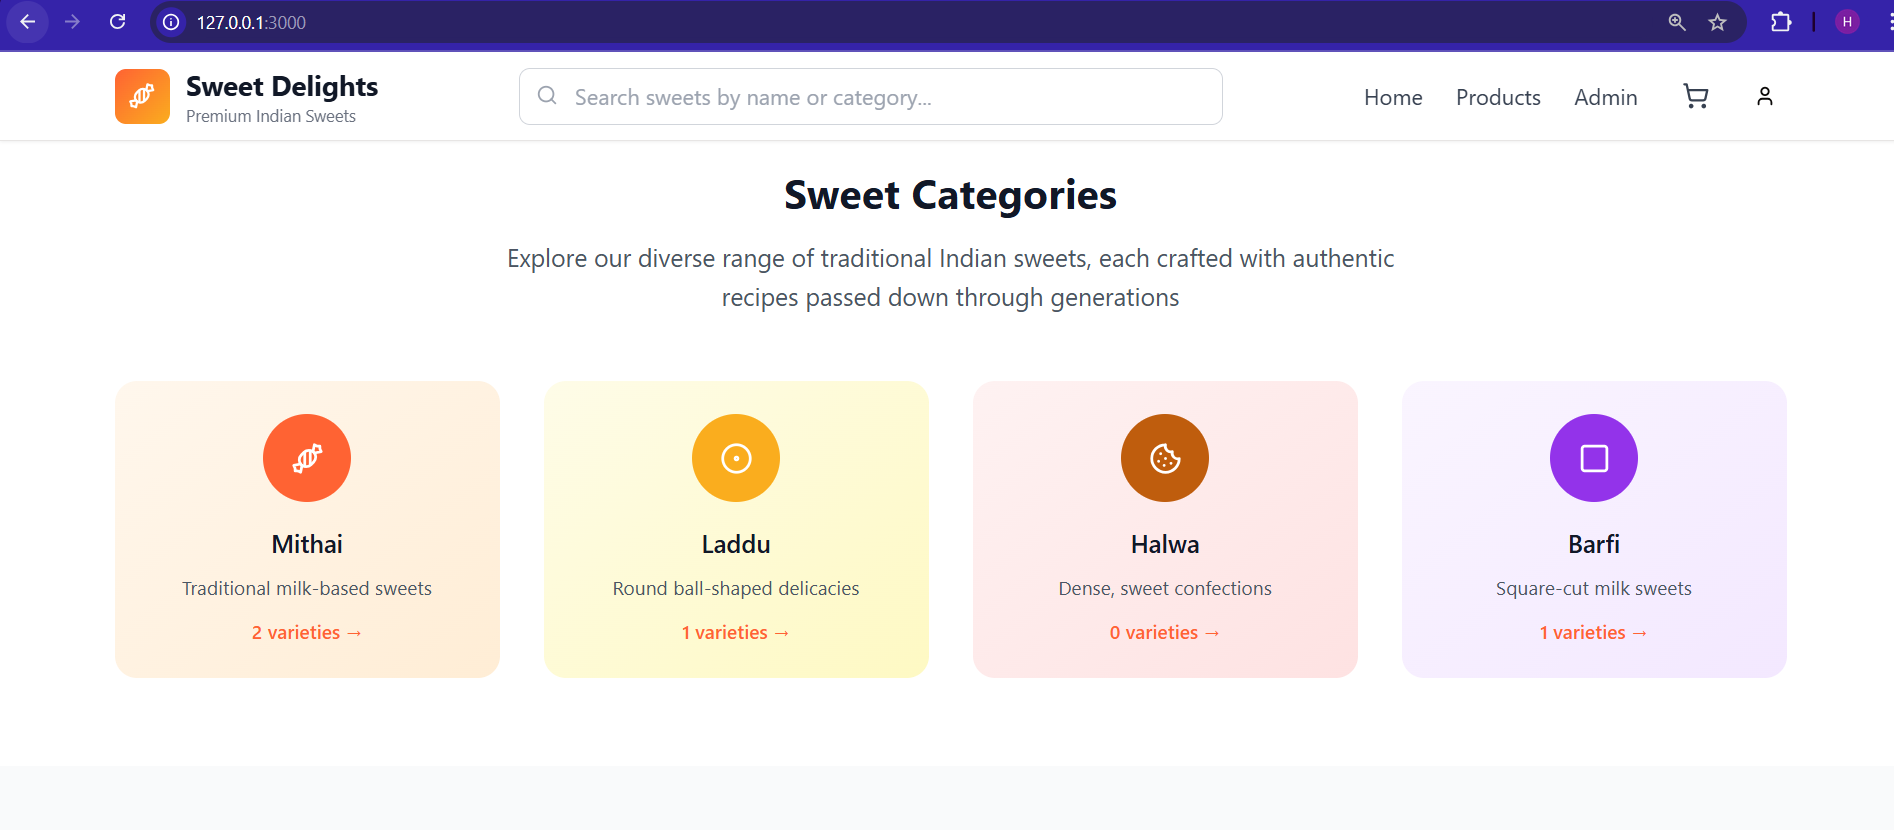 127.0.0.1:3000
H
Sweet Delights
Premium Indian Sweets
Search sweets by name or category...
Home
Products
Admin
Sweet Categories
Explore our diverse range of traditional Indian sweets, each crafted with authentic
recipes passed down through generations
Mithai
Traditional milk-based sweets
2 varieties →
Laddu
Round ball-shaped delicacies
1 varieties →
Halwa
Dense, sweet confections
0 varieties →
Barfi
Square-cut milk sweets
1 varieties →